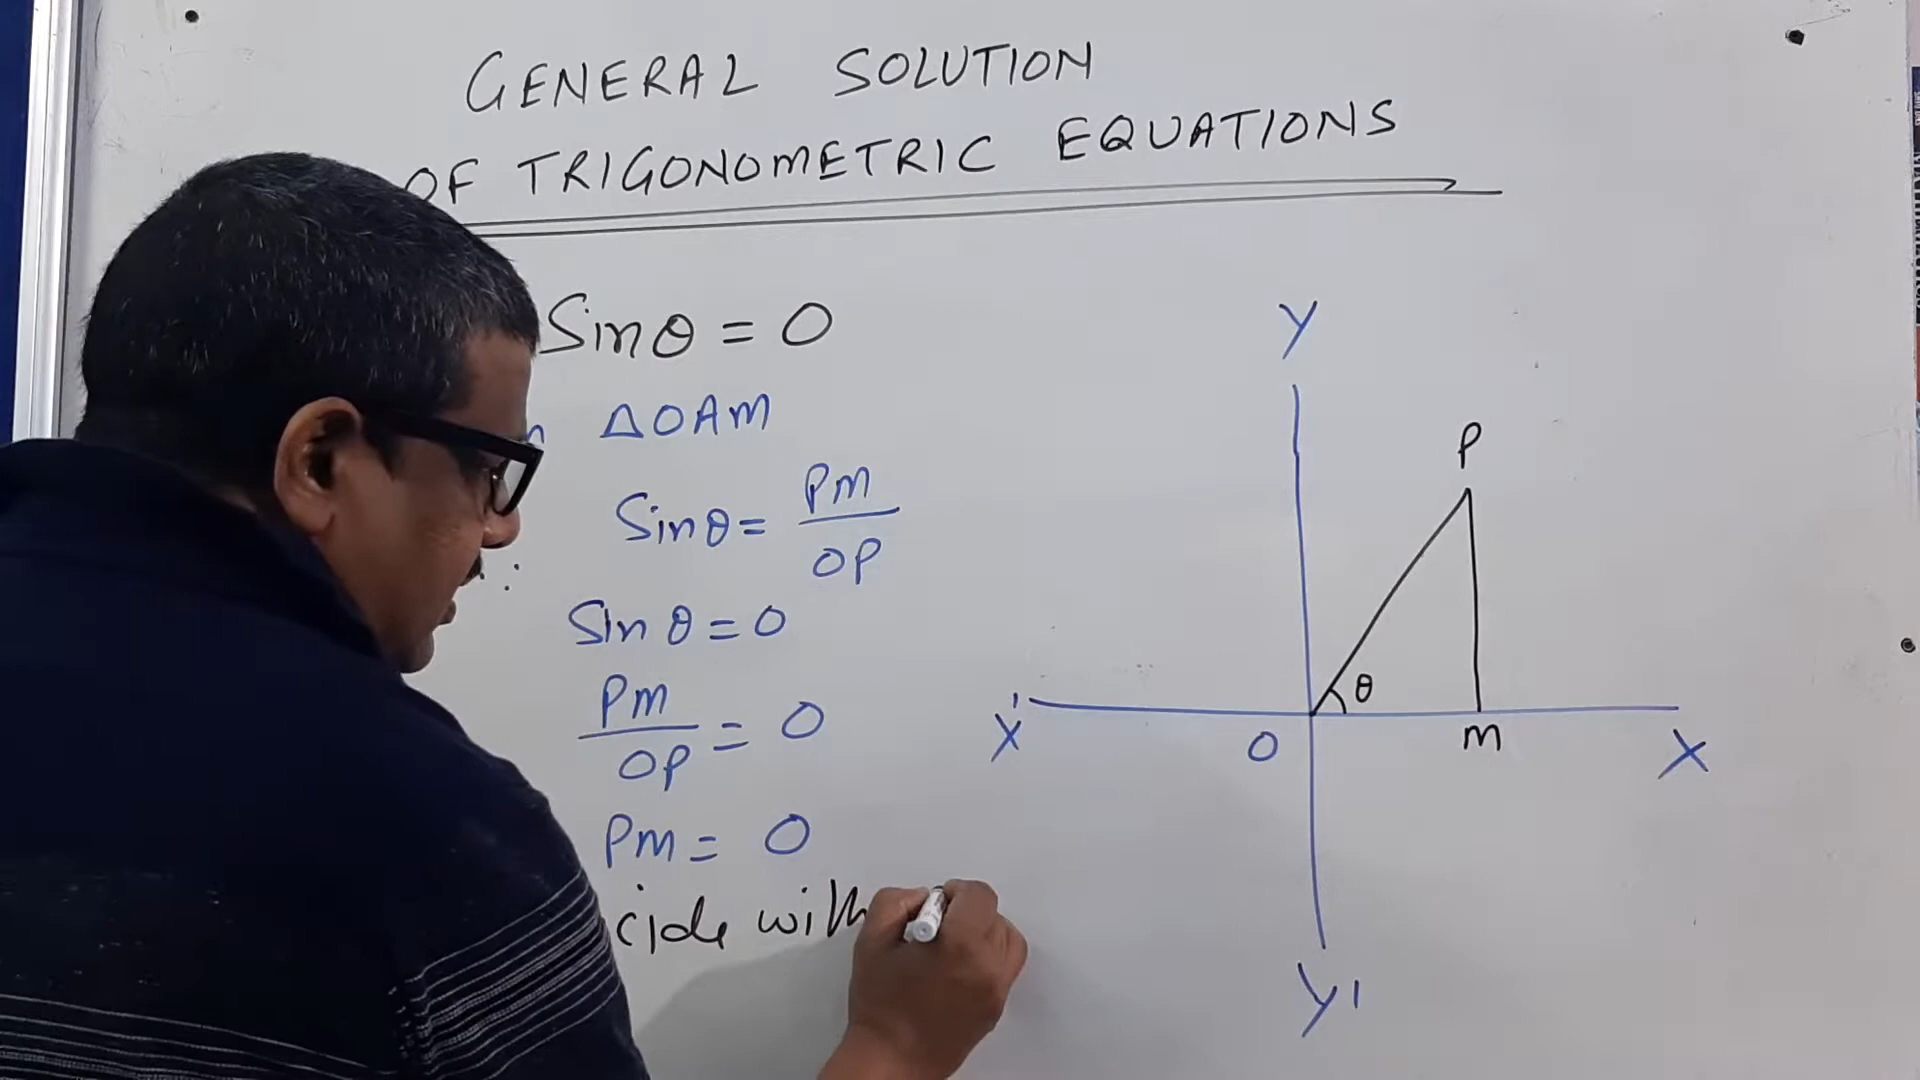 GENERAL SOLUTION
OF TRIGONOMETRIC EQUATIONS
Sinθ = 0
ΔOAM
Sinθ = PM
OP
∵
Sin θ = 0
PM
OP = 0
PM = 0
cide with
Y
P
θ
X'
O
M
X
Y'